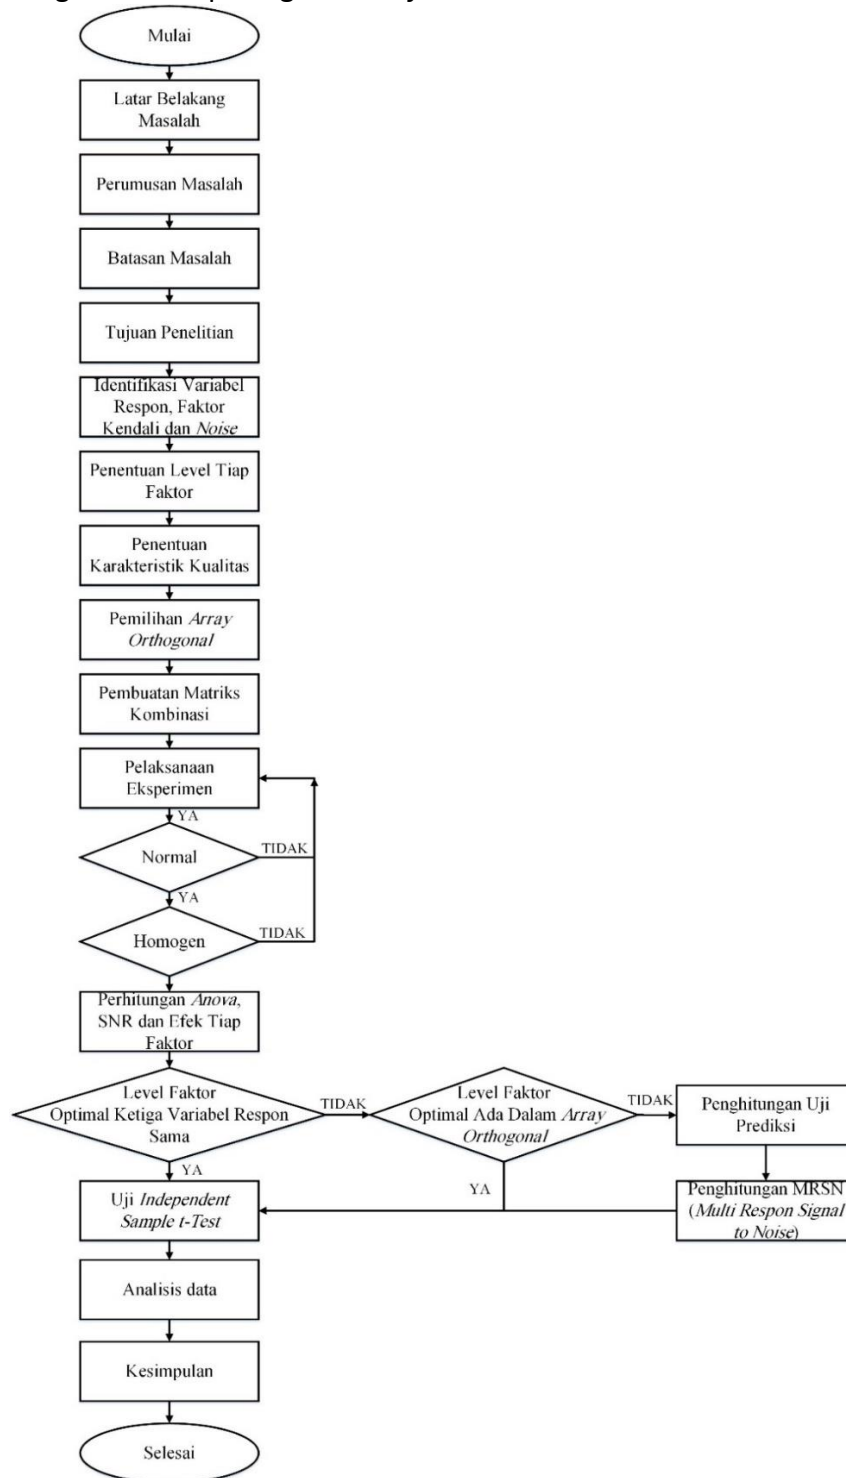 Mulai
Latar Belakang
Masalah
Perumusan Masalah
Batasan Masalah
Tujuan Penelitian
Identifikasi Variabel
Respon, Faktor
Kendali dan Noise
Penentuan Level Tiap
Faktor
Penentuan
Karakteristik Kualitas
Pemilihan Array
Orthogonal
Pembuatan Matriks
Kombinasi
Pelaksanaan
Eksperimen
YA
Normal
TIDAK
YA
Homogen
TIDAK
Perhitungan Anova,
SNR dan Efek Tiap
Faktor
Level Faktor
Optimal Ketiga Variabel Respon
Sama
TIDAK
Level Faktor
Optimal Ada Dalam Array
Orthogonal
TIDAK
Penghitungan Uji
Prediksi
YA
YA
Penghitungan MRSN
(Multi Respon Signal
to Noise)
Uji Independent
Sample t-Test
Analisis data
Kesimpulan
Selesai